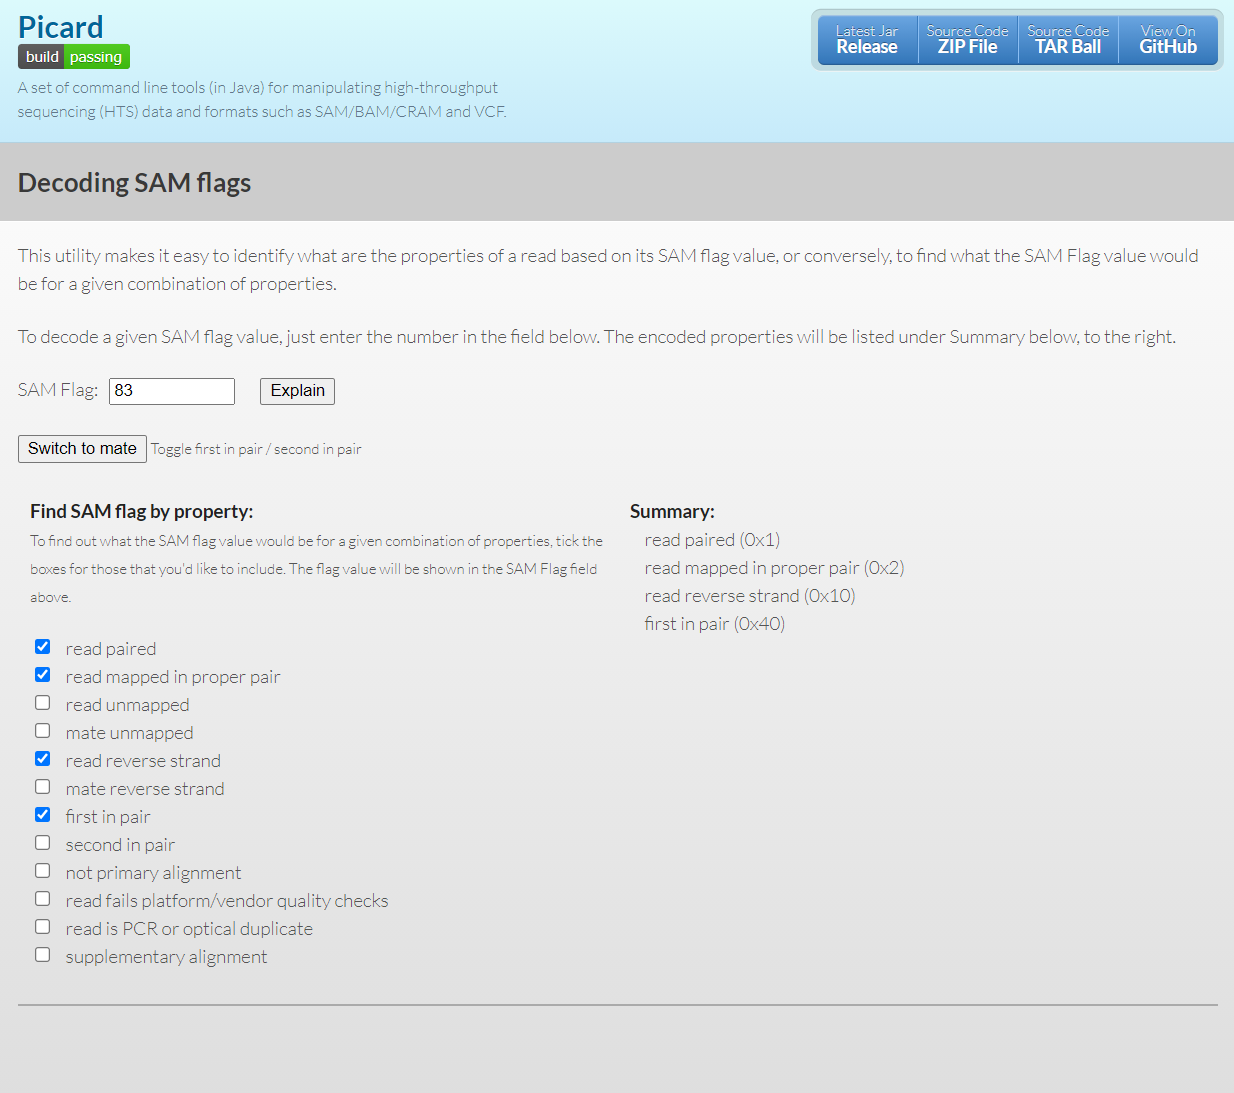 Picard
build passing
A set of command line tools (in Java) for manipulating high-throughput
sequencing (HTS) data and formats such as SAM/BAM/CRAM and VCF.
Latest Jar
Release
Source Code
ZIP File
Source Code
TAR Ball
View On
GitHub
Decoding SAM flags
This utility makes it easy to identify what are the properties of a read based on its SAM flag value, or conversely, to find what the SAM Flag value would
be for a given combination of properties.
To decode a given SAM flag value, just enter the number in the field below. The encoded properties will be listed under Summary below, to the right.
SAM Flag: 83 Explain
Switch to mate Toggle first in pair / second in pair
Find SAM flag by property:
To find out what the SAM flag value would be for a given combination of properties, tick the
boxes for those that you'd like to include. The flag value will be shown in the SAM Flag field
above.
read paired
read mapped in proper pair
read unmapped
mate unmapped
read reverse strand
mate reverse strand
first in pair
second in pair
not primary alignment
read fails platform/vendor quality checks
read is PCR or optical duplicate
supplementary alignment
Summary:
read paired (0x1)
read mapped in proper pair (0x2)
read reverse strand (0x10)
first in pair (0x40)